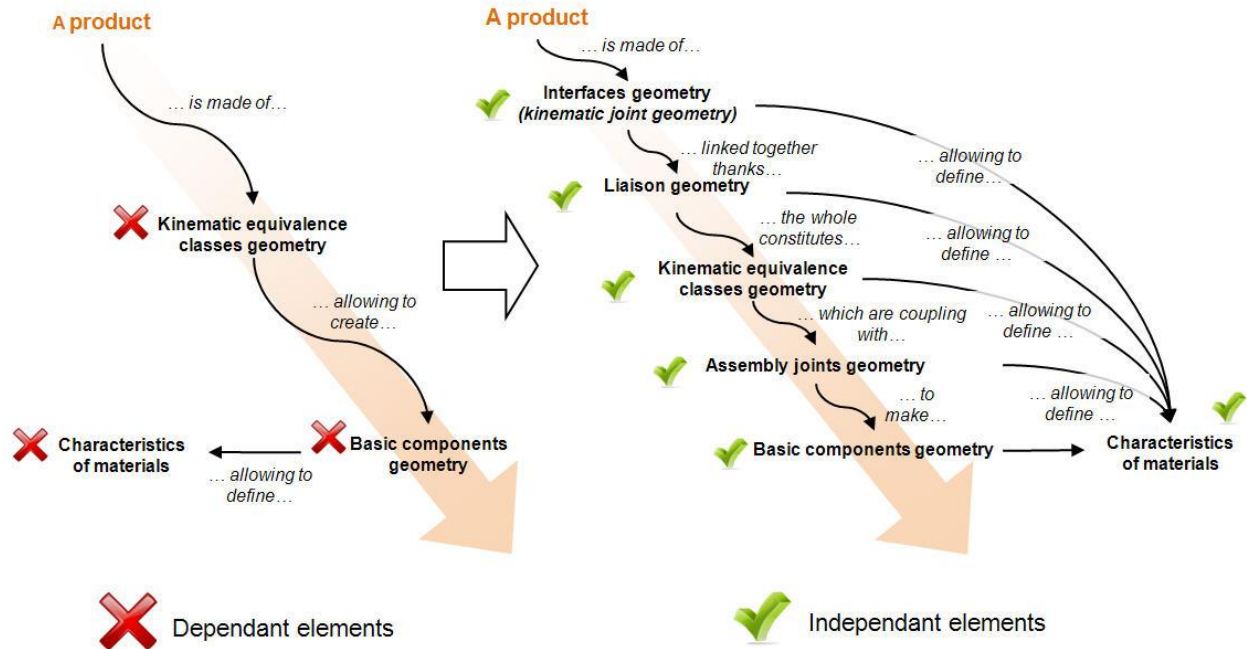 A product
… is made of…
Kinematic equivalence
classes geometry
… allowing to
create…
Basic components
geometry
… allowing to
define…
Characteristics
of materials
A product
… is made of…
Interfaces geometry
(kinematic joint geometry)
… allowing to
define…
… linked together
thanks…
Liaison geometry
… allowing to
define …
… the whole
constitutes…
Kinematic equivalence
classes geometry
… allowing to
define …
… which are coupling
with…
Assembly joints geometry
… allowing to
define …
… to
make…
Basic components geometry
Characteristics
of materials
Dependant elements
Independant elements